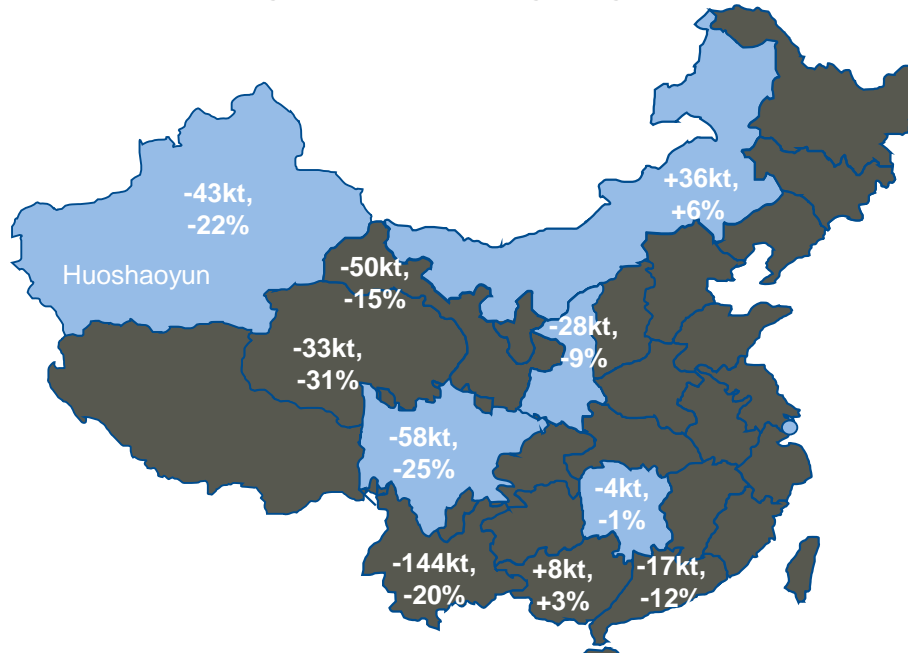 -43kt,
-22%
+36kt,
+6%
Huoshaoyun
-50kt,
-15%
-28kt,
-9%
-33kt,
-31%
-58kt,
-25%
-4kt,
-1%
-144kt,
-20%
+8kt,
+3%
-17kt,
-12%